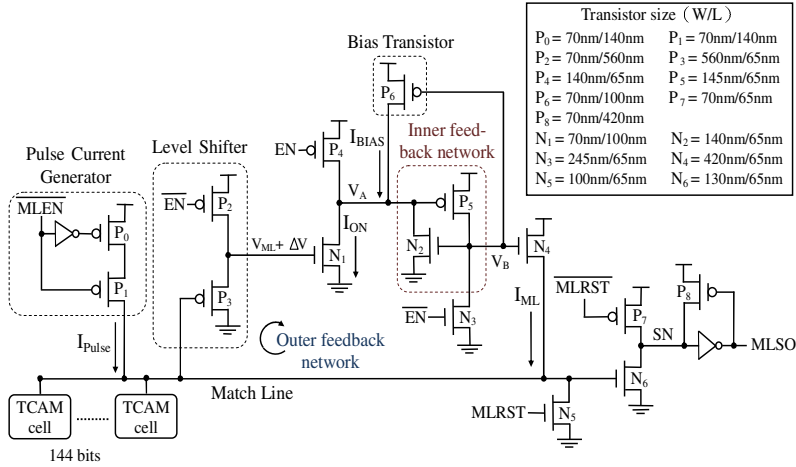 Transistor size (W/L)
P0 = 70nm/140nm P1 = 70nm/140nm
P2 = 70nm/560nm P3 = 560nm/65nm
P4 = 140nm/65nm P5 = 145nm/65nm
P6 = 70nm/100nm P7 = 70nm/65nm
P8 = 70nm/420nm
N1 = 70nm/100nm N2 = 140nm/65nm
N3 = 245nm/65nm N4 = 420nm/65nm
N5 = 100nm/65nm N6 = 130nm/65nm
Bias Transistor
P6
Pulse Current
Generator
MLEN
P0
P1
IPulse
Level Shifter
EN
P2
VML+ ΔV
P3
EN
P4
IBIAS
VA
ION
N1
Inner feed-
back network
P5
N2
VB
EN
N3
N4
IML
Outer feedback
network
MLRST
P7
P8
SN
MLSO
N6
MLRST
N5
Match Line
TCAM
cell
.........
TCAM
cell
144 bits